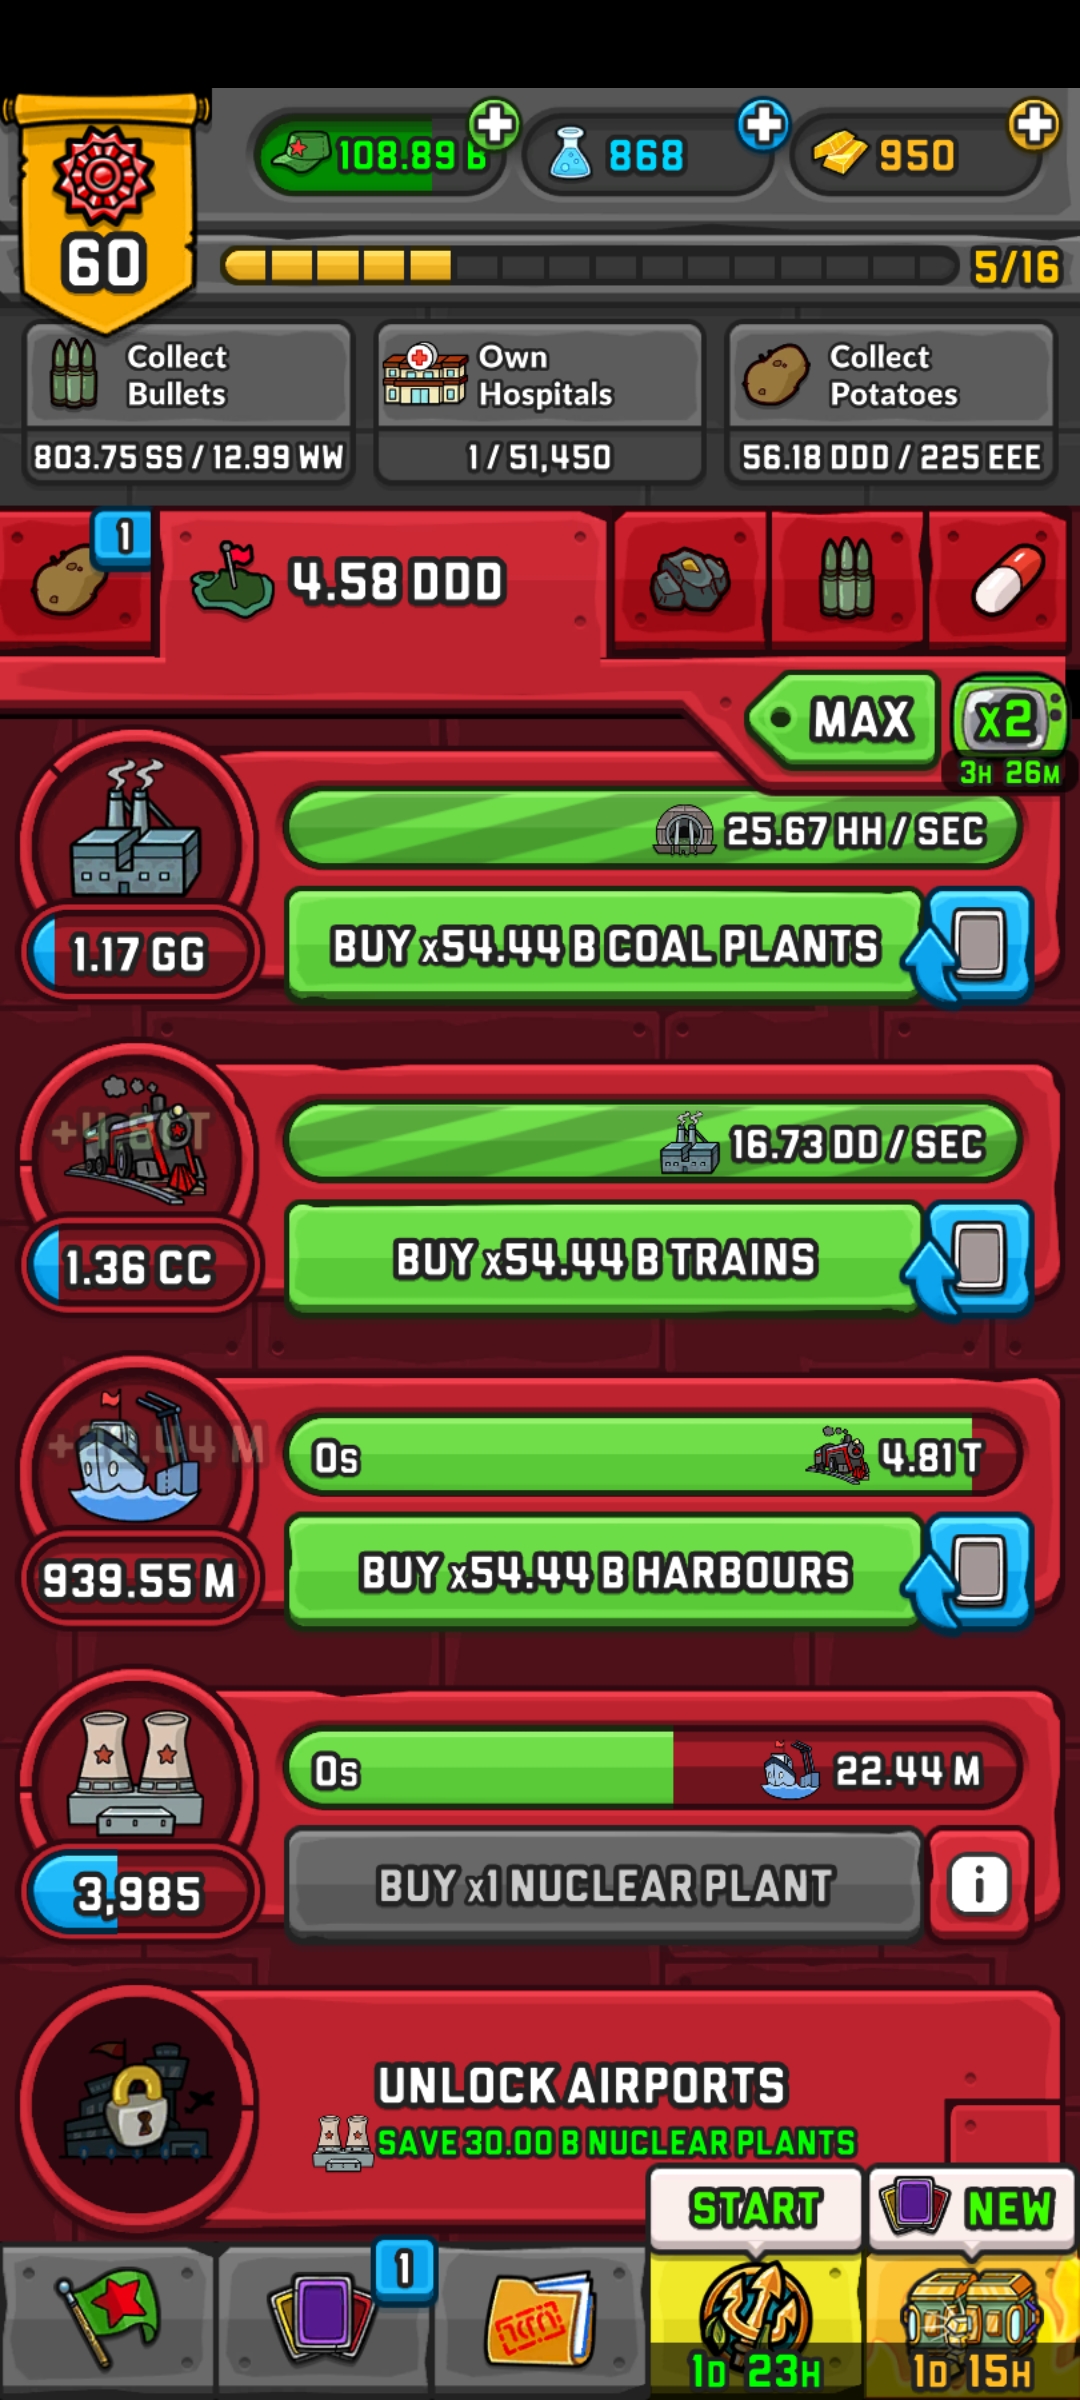 60
108.89 B
868
950
5/16
Collect
Bullets
803.75 SS / 12.99 WW
Own
Hospitals
1 / 51,450
Collect
Potatoes
56.18 DDD / 225 EEE
1
4.58 DDD
MAX
x2
3H 26M
25.67 HH / SEC
1.17 GG
BUY x54.44 B COAL PLANTS
16.73 DD / SEC
1.36 CC
BUY x54.44 B TRAINS
0s
4.81 T
939.55 M
BUY x54.44 B HARBOURS
0s
22.44 M
3,985
BUY x1 NUCLEAR PLANT
i
UNLOCK AIRPORTS
SAVE 30.00 B NUCLEAR PLANTS
START
NEW
1
1D 23H
1D 15H